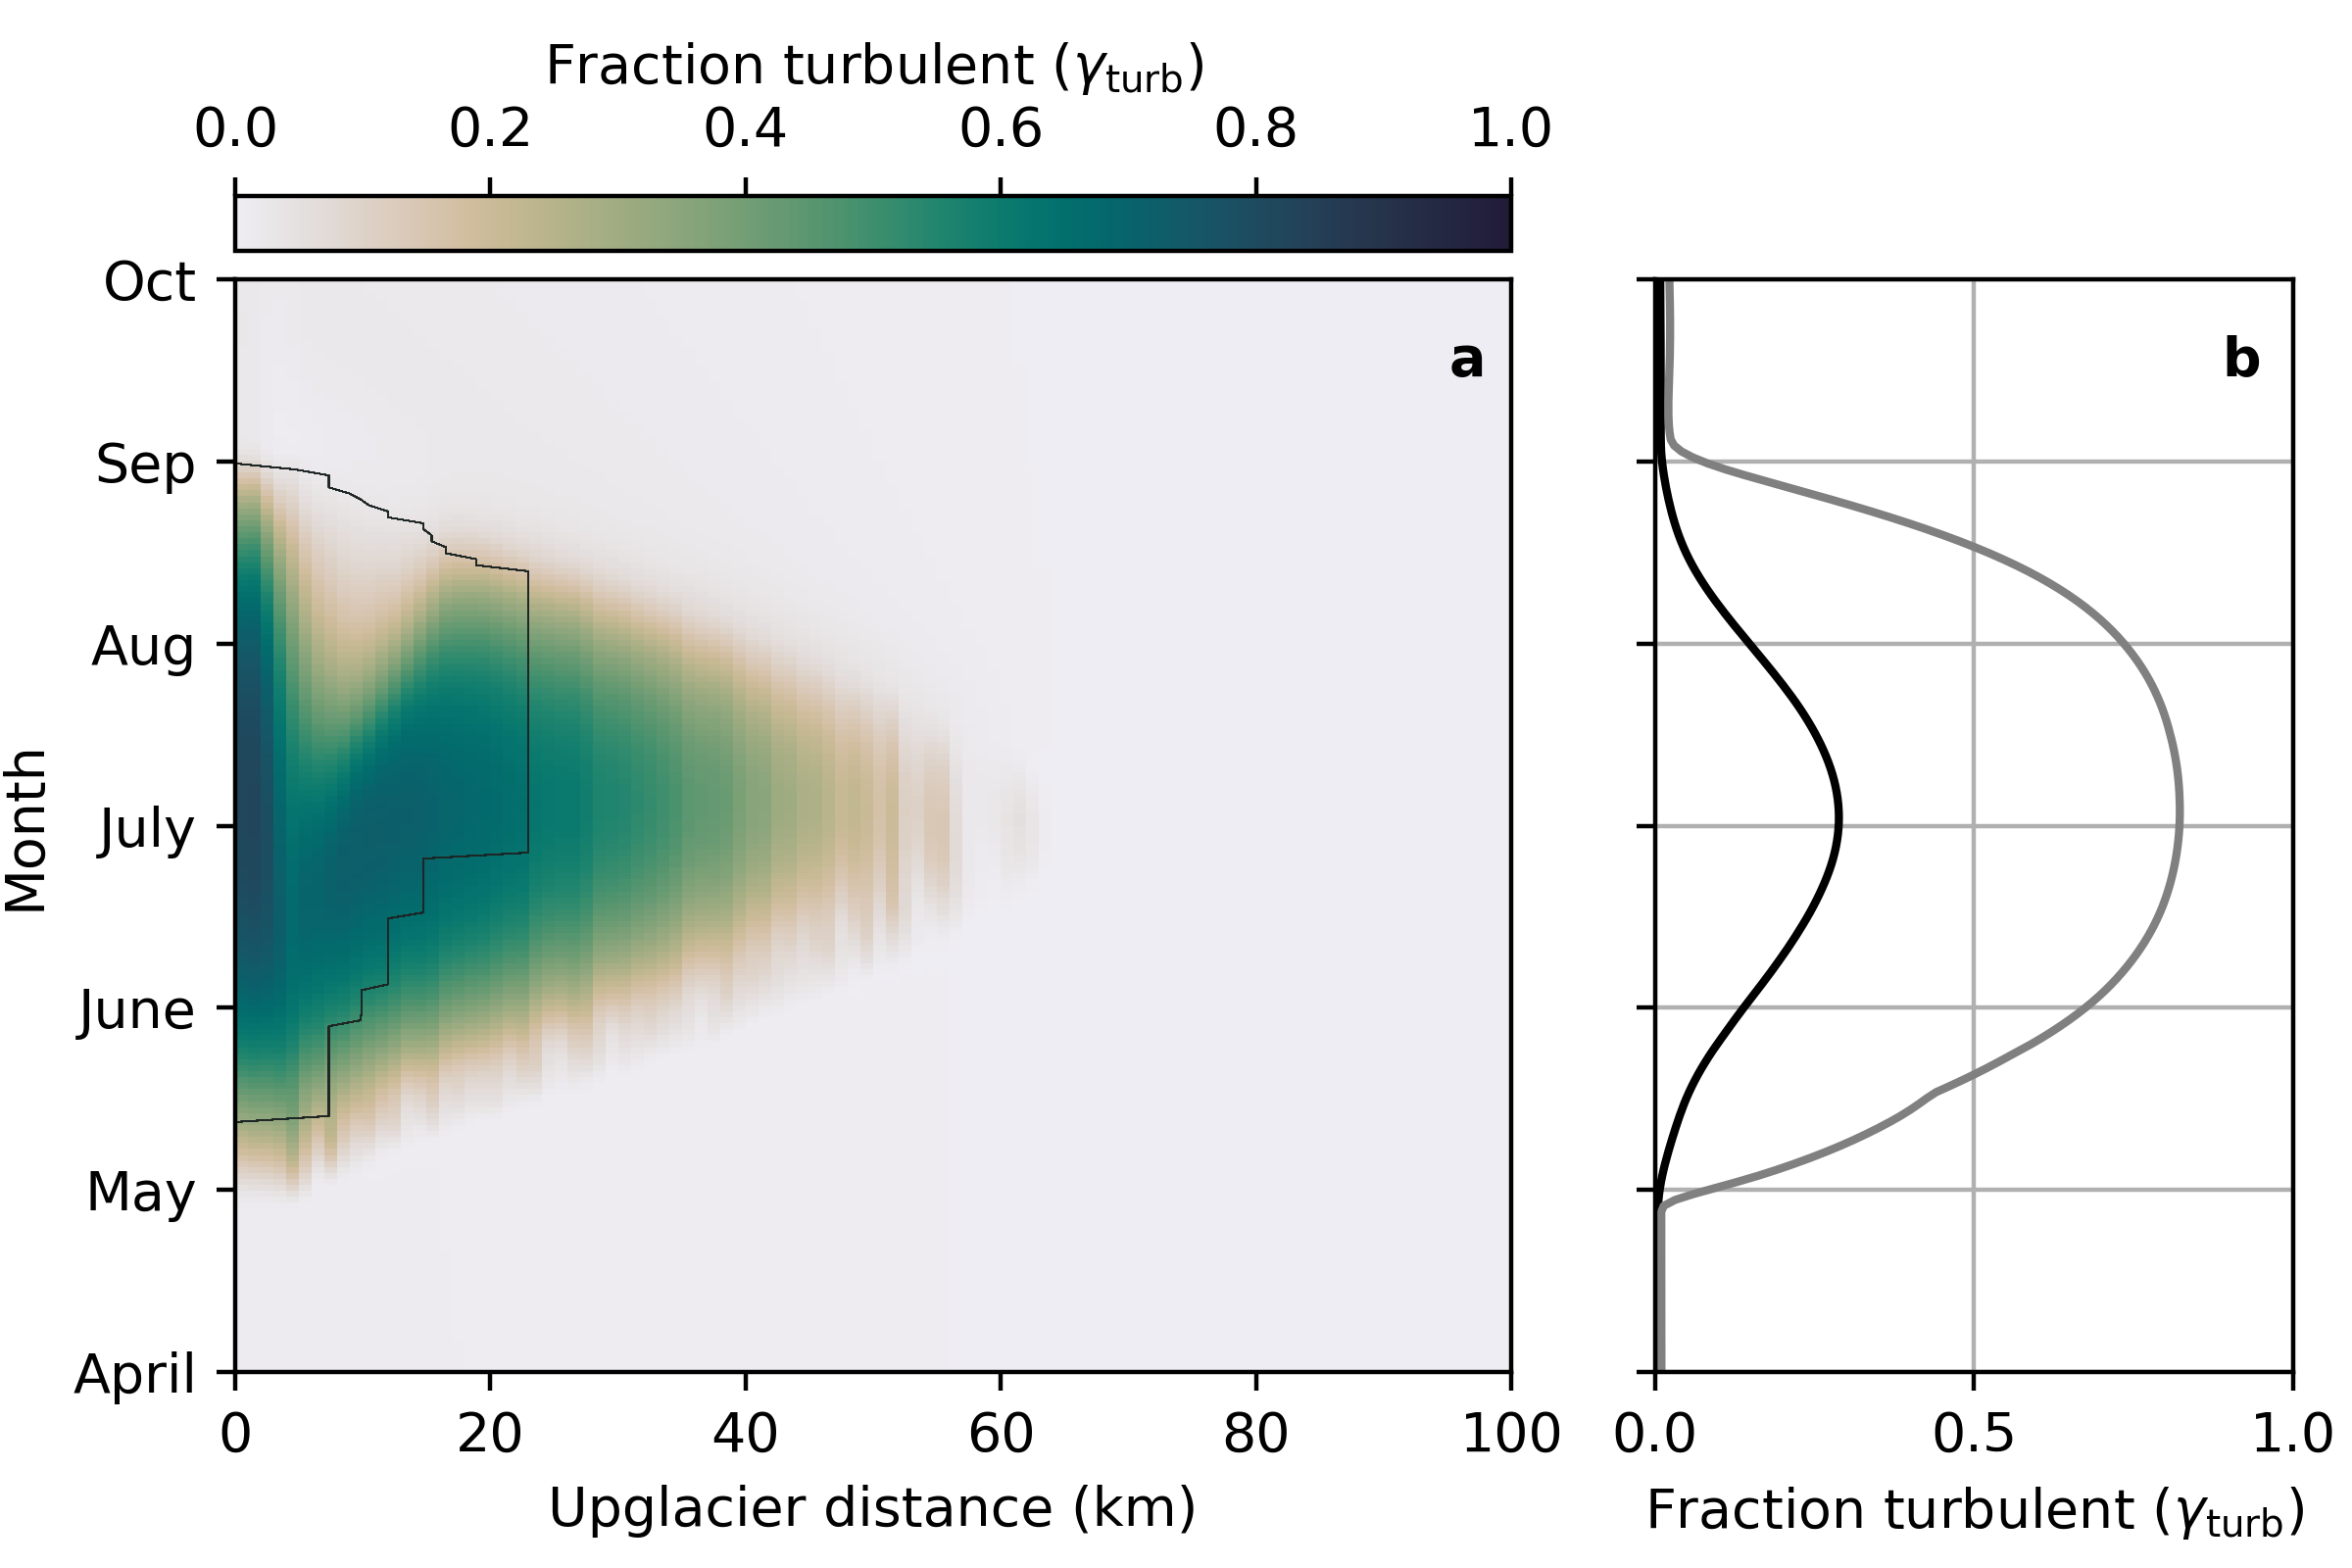 Fraction turbulent (γturb)
0.0 0.2 0.4 0.6 0.8 1.0
a
Oct
Sep
Aug
July
June
May
April
Month
0 20 40 60 80 100
Upglacier distance (km)
b
0.0 0.5 1.0
Fraction turbulent (γturb)